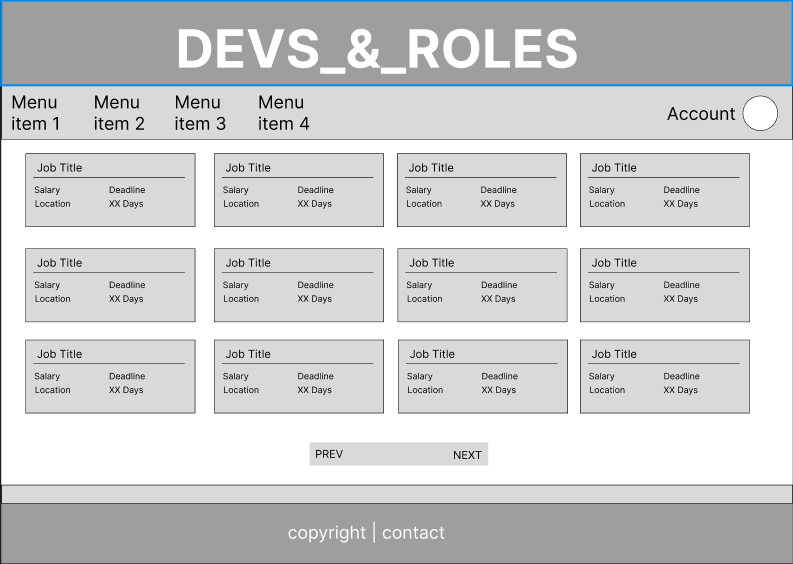 DEVS_&_ROLES
Menu item 1
Menu item 2
Menu item 3
Menu item 4
Account
Job Title
Salary Deadline
Location XX Days
Job Title
Salary Deadline
Location XX Days
Job Title
Salary Deadline
Location XX Days
Job Title
Salary Deadline
Location XX Days
Job Title
Salary Deadline
Location XX Days
Job Title
Salary Deadline
Location XX Days
Job Title
Salary Deadline
Location XX Days
Job Title
Salary Deadline
Location XX Days
Job Title
Salary Deadline
Location XX Days
Job Title
Salary Deadline
Location XX Days
Job Title
Salary Deadline
Location XX Days
Job Title
Salary Deadline
Location XX Days
PREV NEXT
copyright | contact